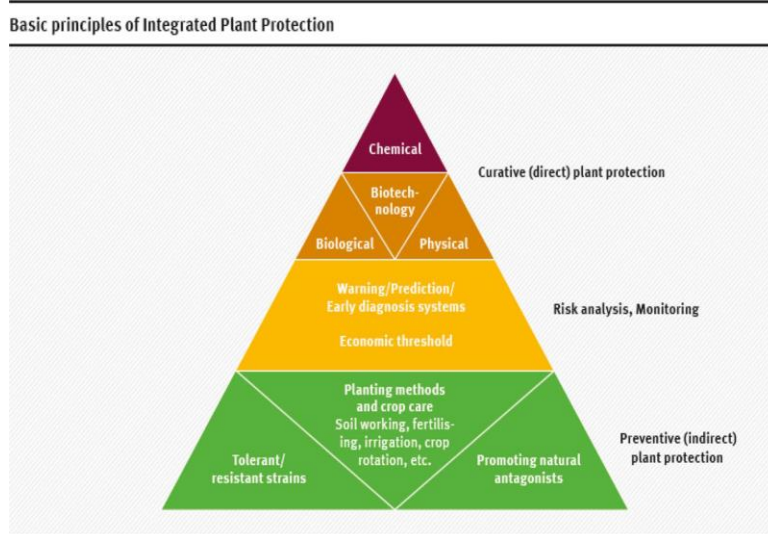 Basic principles of Integrated Plant Protection
Chemical
Curative (direct) plant protection
Biotech-
nology
Biological
Physical
Warning/Prediction/
Early diagnosis systems
Economic threshold
Risk analysis, Monitoring
Planting methods
and crop care
Soil working, fertilis-
ing, irrigation, crop
rotation, etc.
Tolerant/
resistant strains
Promoting natural
antagonists
Preventive (indirect)
plant protection